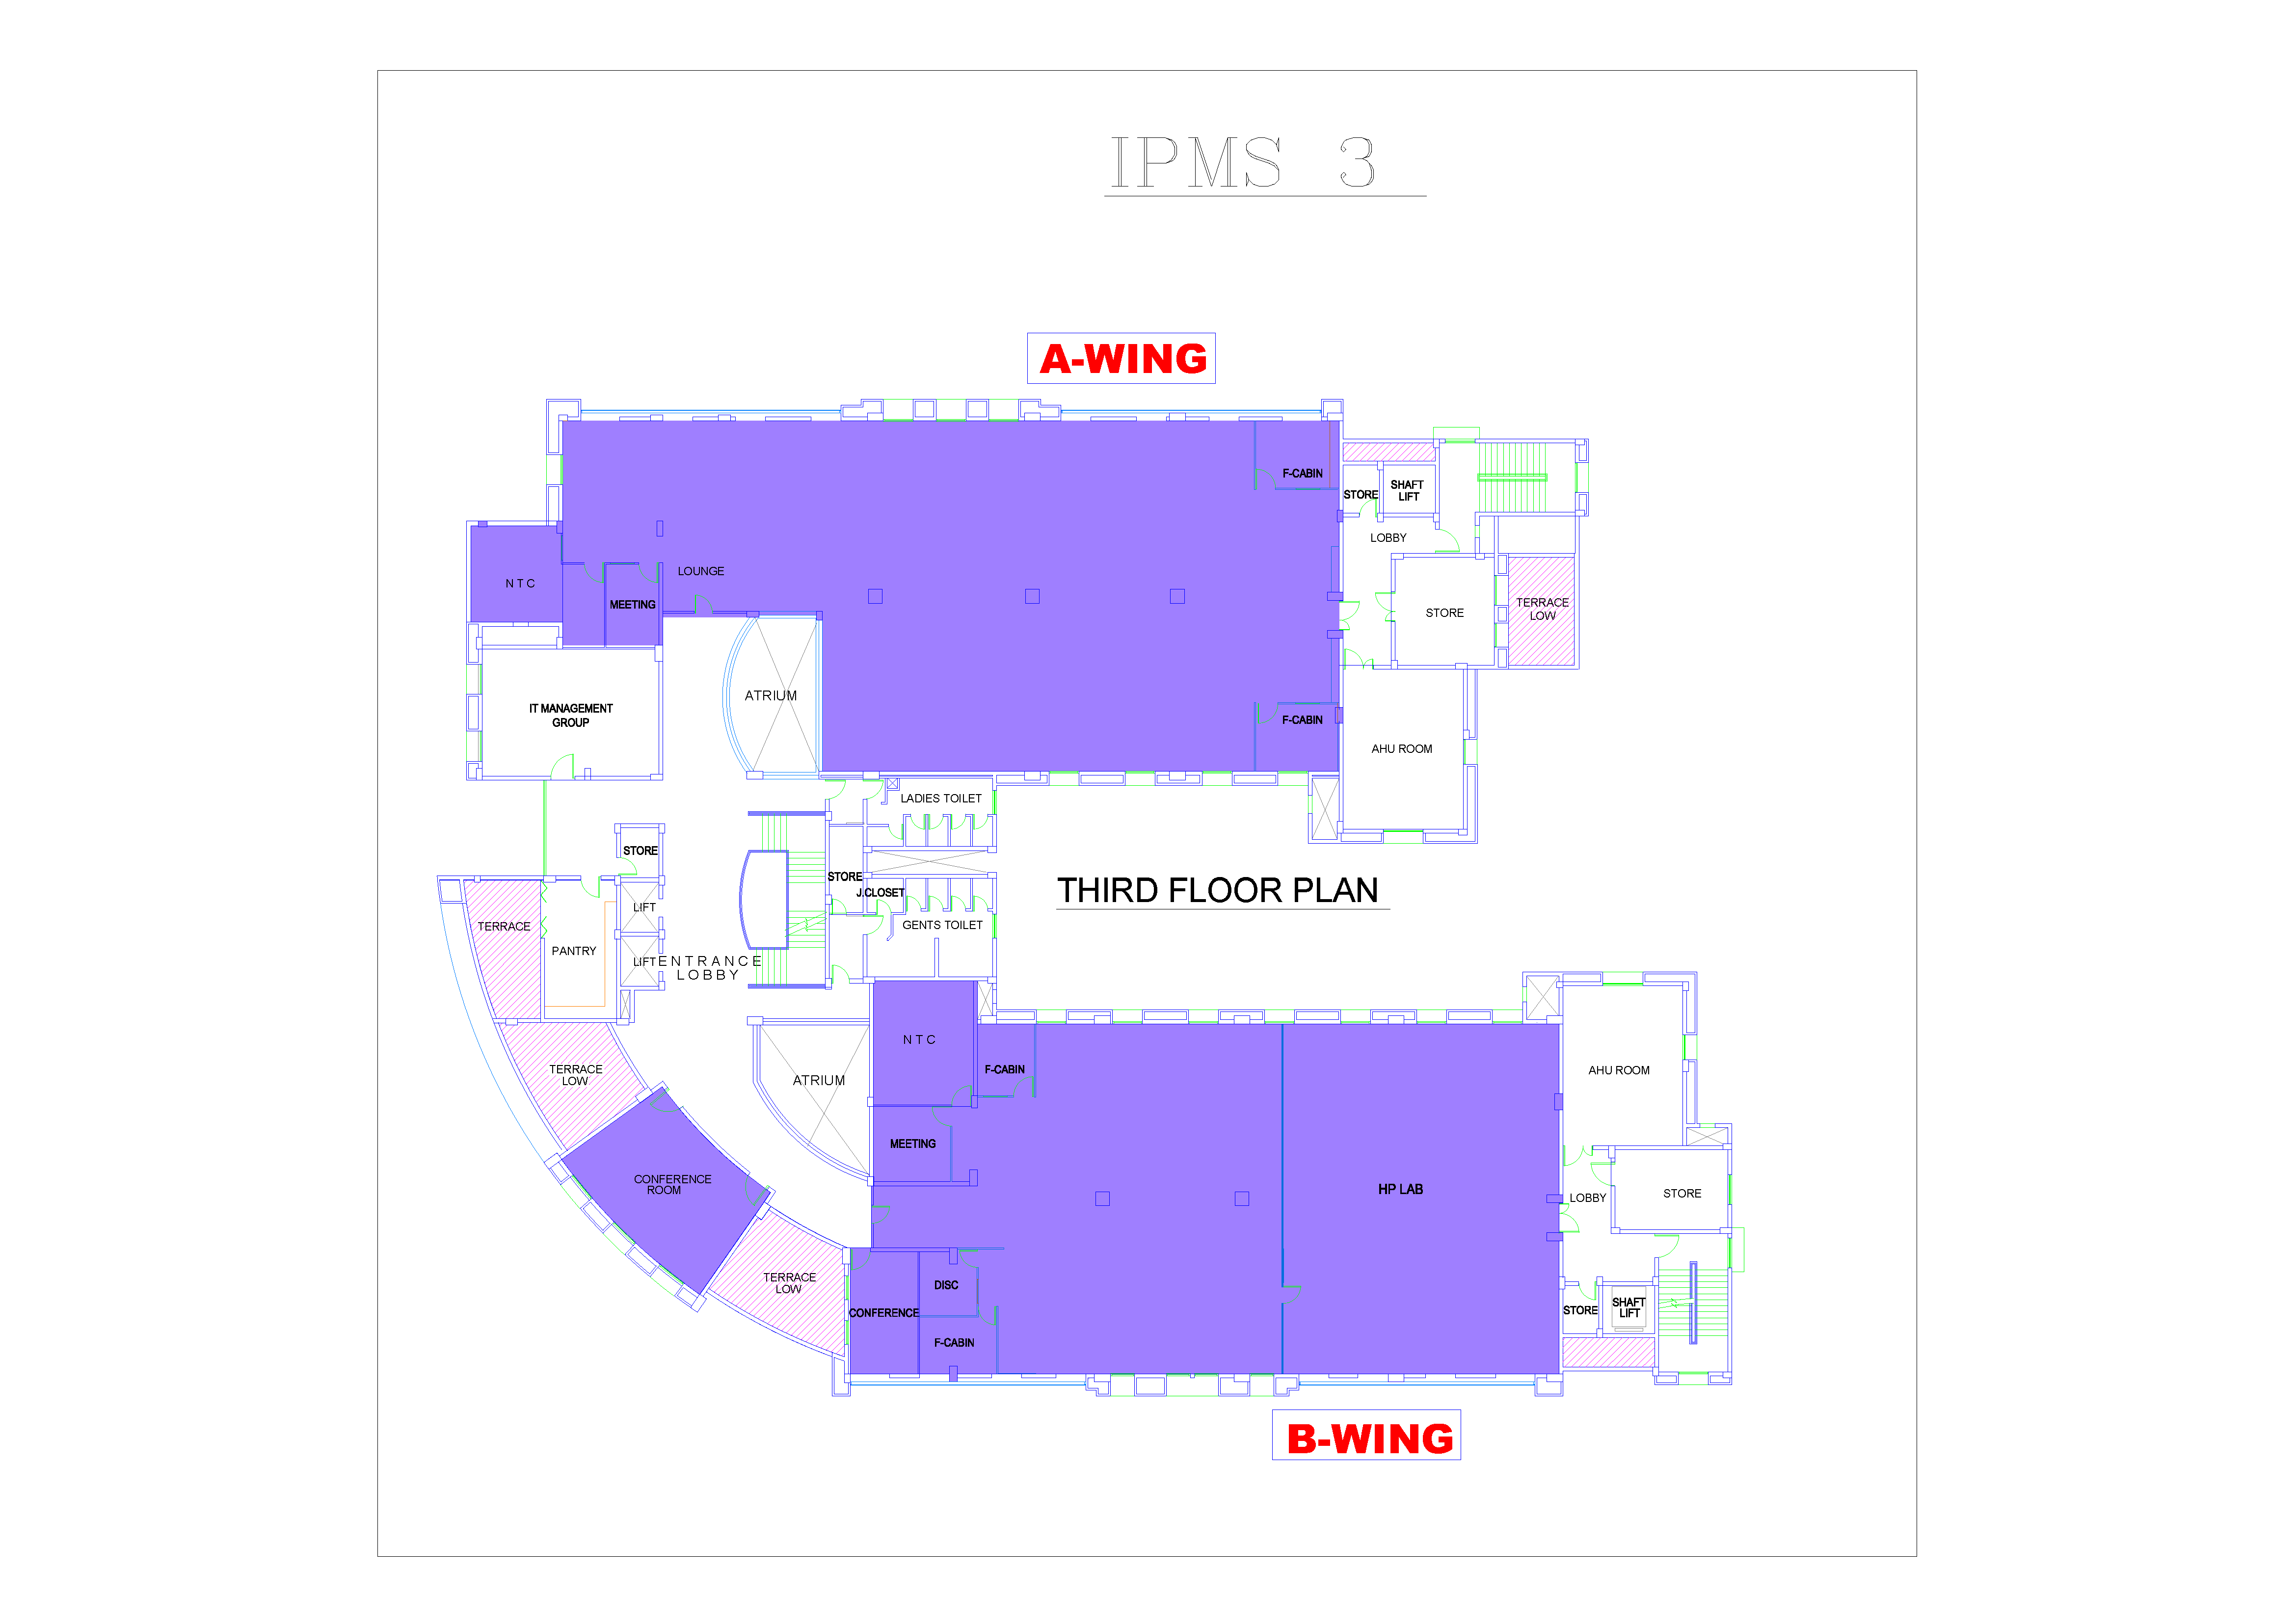 IPMS 3
A-WING
F-CABIN
STORE
SHAFT
LIFT
LOBBY
LOUNGE
N T C
MEETING
STORE
TERRACE
LOW
ATRIUM
IT MANAGEMENT
GROUP
F-CABIN
AHU ROOM
LADIES TOILET
STORE
STORE
J.CLOSET
THIRD FLOOR PLAN
LIFT
TERRACE
GENTS TOILET
PANTRY
LIFT
ENTRANCE
LOBBY
N T C
F-CABIN
TERRACE
LOW
ATRIUM
AHU ROOM
MEETING
CONFERENCE
ROOM
HP LAB
LOBBY
STORE
TERRACE
LOW
DISC
CONFERENCE
F-CABIN
STORE
SHAFT
LIFT
B-WING